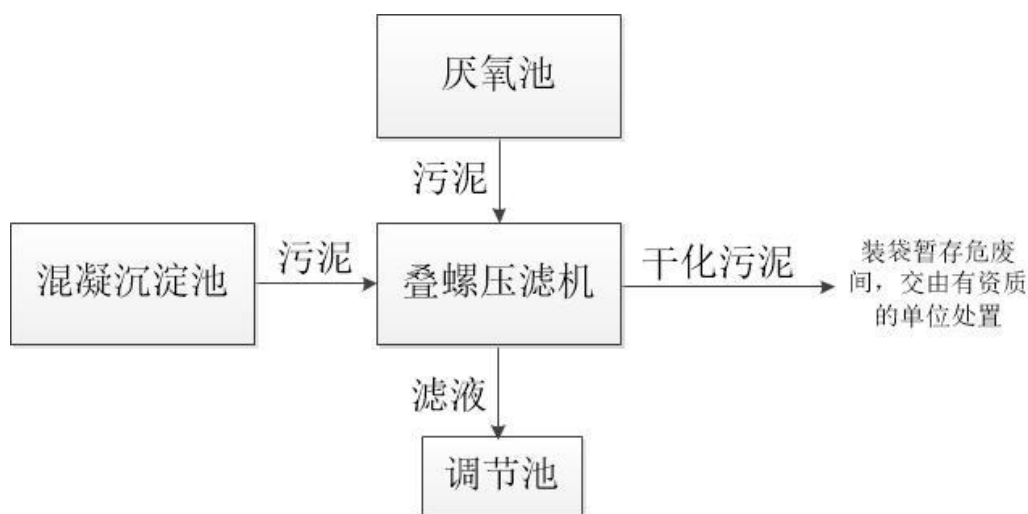 厌氧池
污泥
混凝沉淀池
污泥
叠螺压滤机
干化污泥
装袋暂存危废
间，交由有资质
的单位处置
滤液
调节池